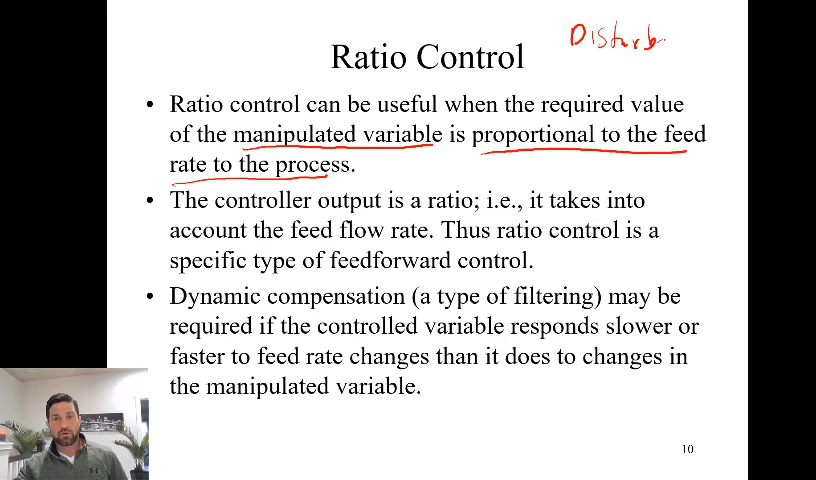 Ratio Control
Disturb
• Ratio control can be useful when the required value
of the manipulated variable is proportional to the feed
rate to the process.
• The controller output is a ratio; i.e., it takes into
account the feed flow rate. Thus ratio control is a
specific type of feedforward control.
• Dynamic compensation (a type of filtering) may be
required if the controlled variable responds slower or
faster to feed rate changes than it does to changes in
the manipulated variable.
10